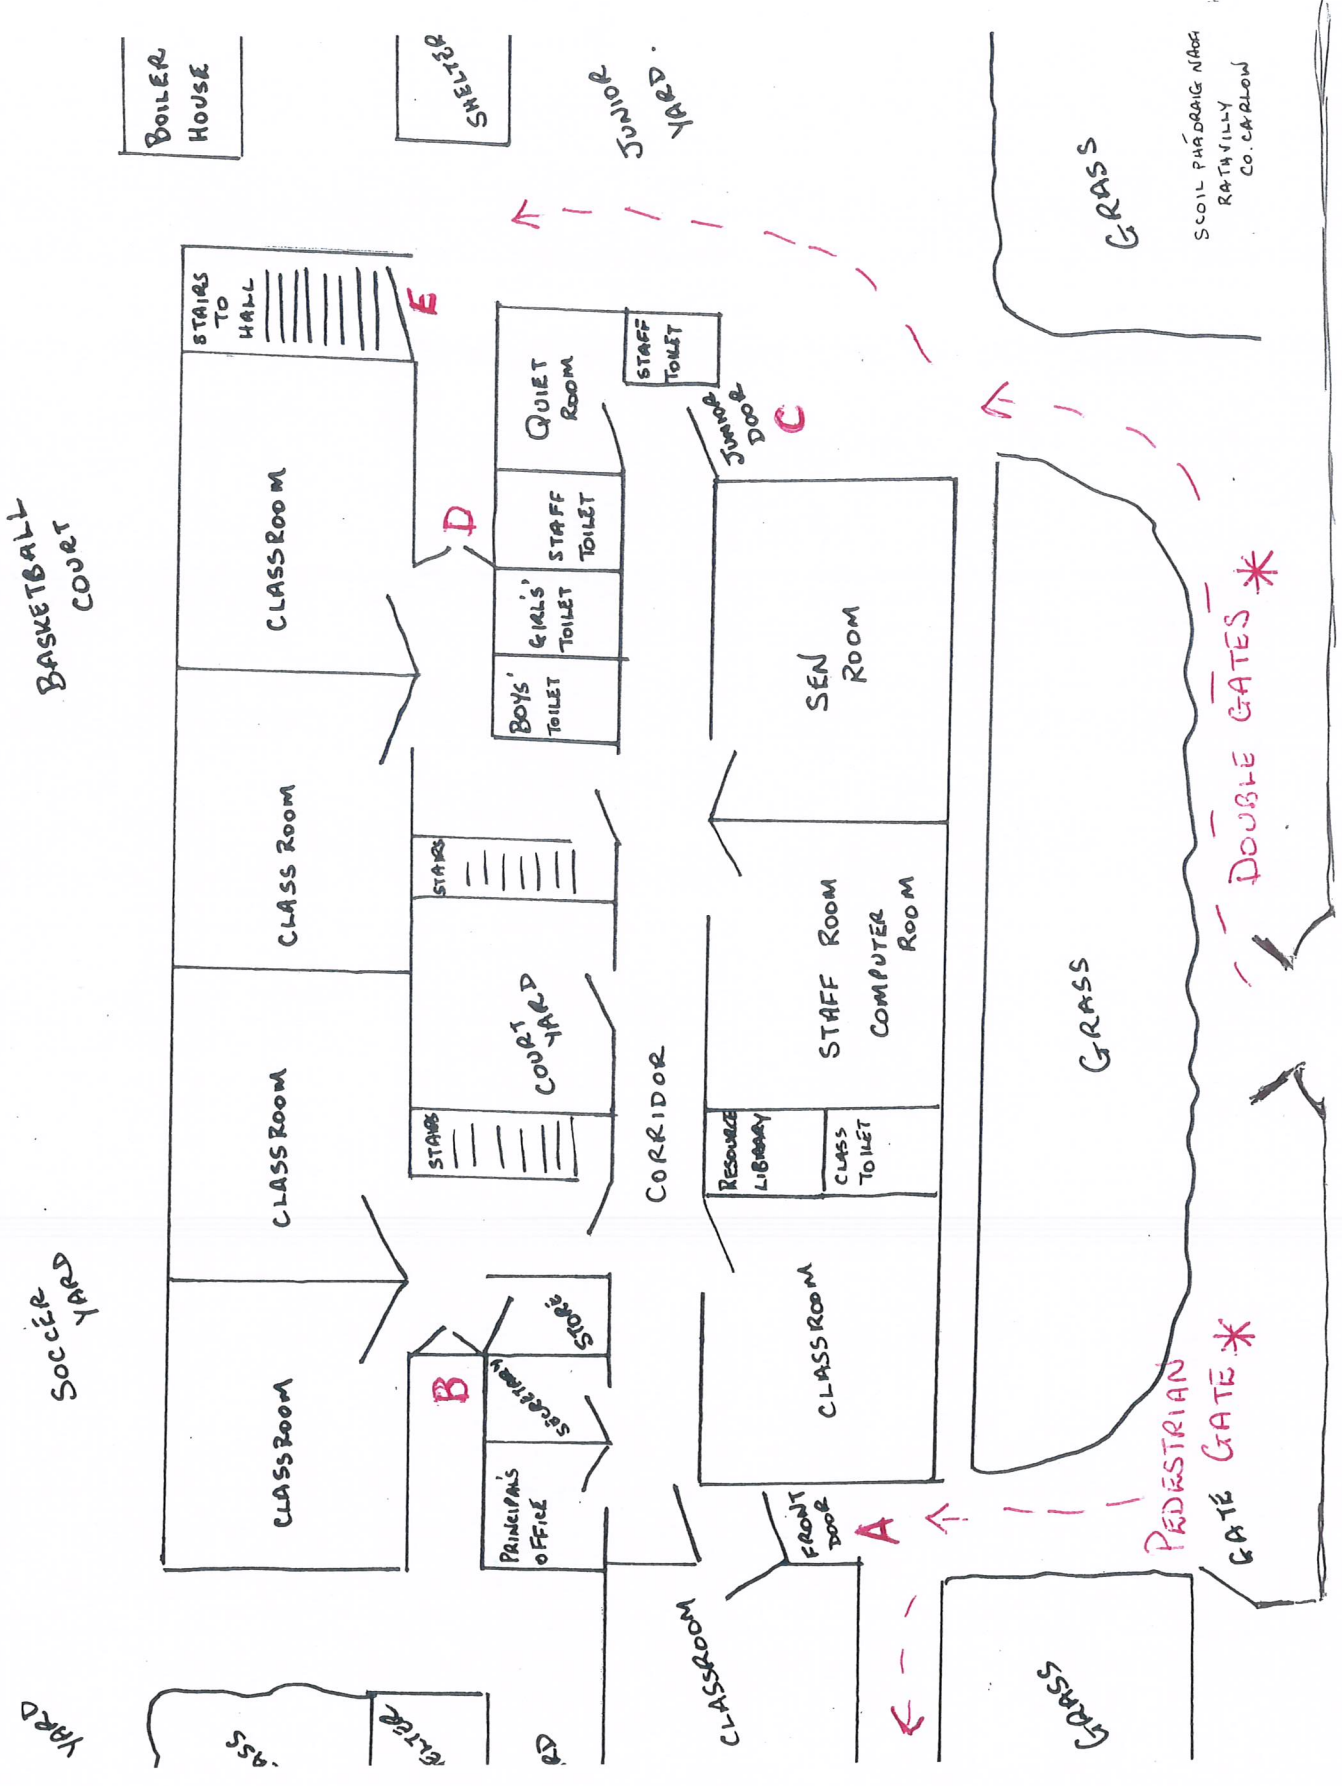 YARD
SOCCER
YARD
BASKETBALL
COURT
BOILER
HOUSE
ASS
CLASSROOM
CLASSROOM
CLASS ROOM
CLASSROOM
STAIRS
TO
HALL
ELTER
B
STAIRS
STAIRS
D
E
SHELTER
RD
PRINCIPAL'S
OFFICE
SECRETARY
STORE
COURT
YARD
BOYS'
TOILET
GIRLS'
TOILET
STAFF
TOILET
QUIET
ROOM
STAFF
TOILET
JUNIOR
YARD.
CORRIDOR
CLASSROOM
FRONT
DOOR
A
CLASSROOM
RESOURCE
LIBRARY
CLASS
TOILET
STAFF ROOM
COMPUTER
ROOM
SEN
ROOM
JUNIOR
DOOR
C
GRASS
GRASS
GRASS
PEDESTRIAN
GATE GATE *
DOUBLE GATES *
SCOIL PHÁDRAIG NAOFA
RATHVILLY
CO. CARLOW